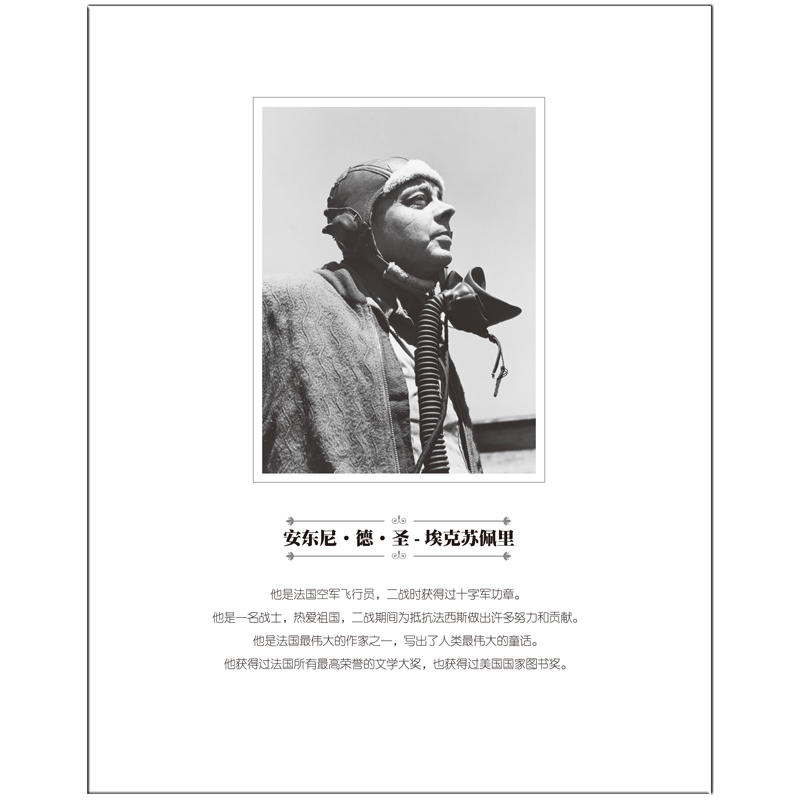 安东尼·德·圣-埃克苏佩里
他是法国空军飞行员，二战时获得过十字军功章。
他是一名战士，热爱祖国，二战期间为抵抗法西斯做出许多努力和贡献。
他是法国最伟大的作家之一，写出了人类最伟大的童话。
他获得过法国所有最高荣誉的文学大奖，也获得过美国国家图书奖。